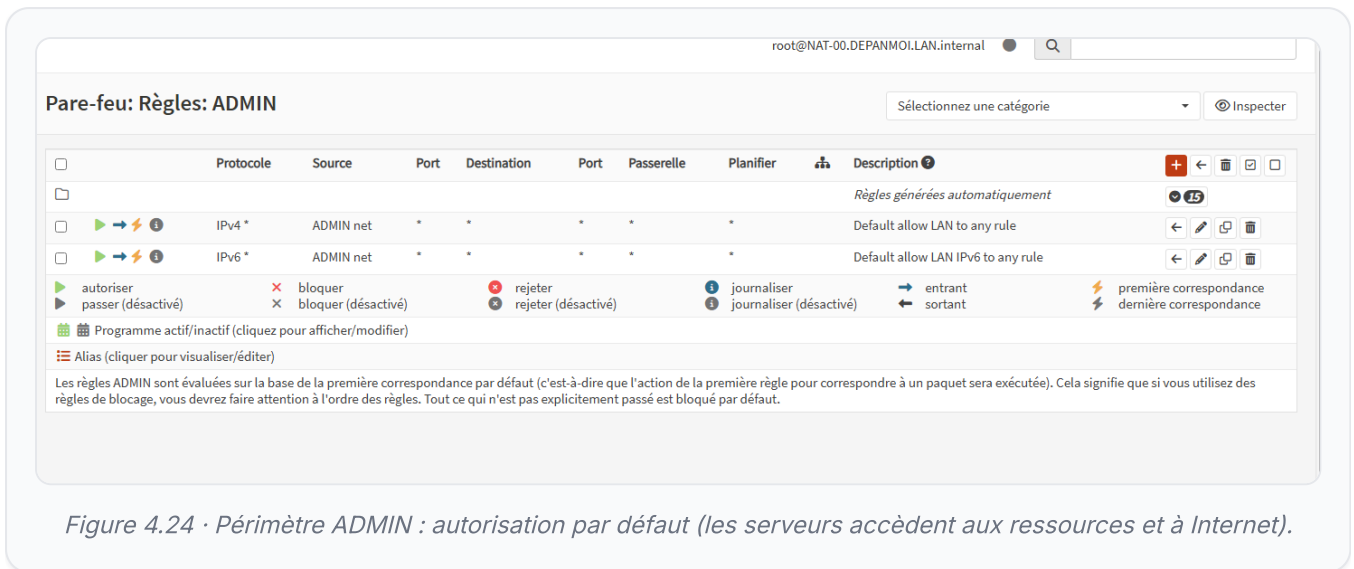 root@NAT-00.DEPANMOI.LAN.internal
Pare-feu: Règles: ADMIN
Sélectionnez une catégorie
Inspecter
Protocole Source Port Destination Port Passerelle Planifier Description
Règles générées automatiquement 15
IPv4 * ADMIN net * * * * * Default allow LAN to any rule
IPv6 * ADMIN net * * * * * Default allow LAN IPv6 to any rule
autoriser bloquer rejeter journaliser entrant première correspondance
passer (désactivé) bloquer (désactivé) rejeter (désactivé) journaliser (désactivé) sortant dernière correspondance
Programme actif/inactif (cliquez pour afficher/modifier)
Alias (cliquer pour visualiser/éditer)
Les règles ADMIN sont évaluées sur la base de la première correspondance par défaut (c'est-à-dire que l'action de la première règle pour correspondre à un paquet sera exécutée). Cela signifie que si vous utilisez des
règles de blocage, vous devrez faire attention à l'ordre des règles. Tout ce qui n'est pas explicitement passé est bloqué par défaut.
Figure 4.24 · Périmètre ADMIN : autorisation par défaut (les serveurs accèdent aux ressources et à Internet).